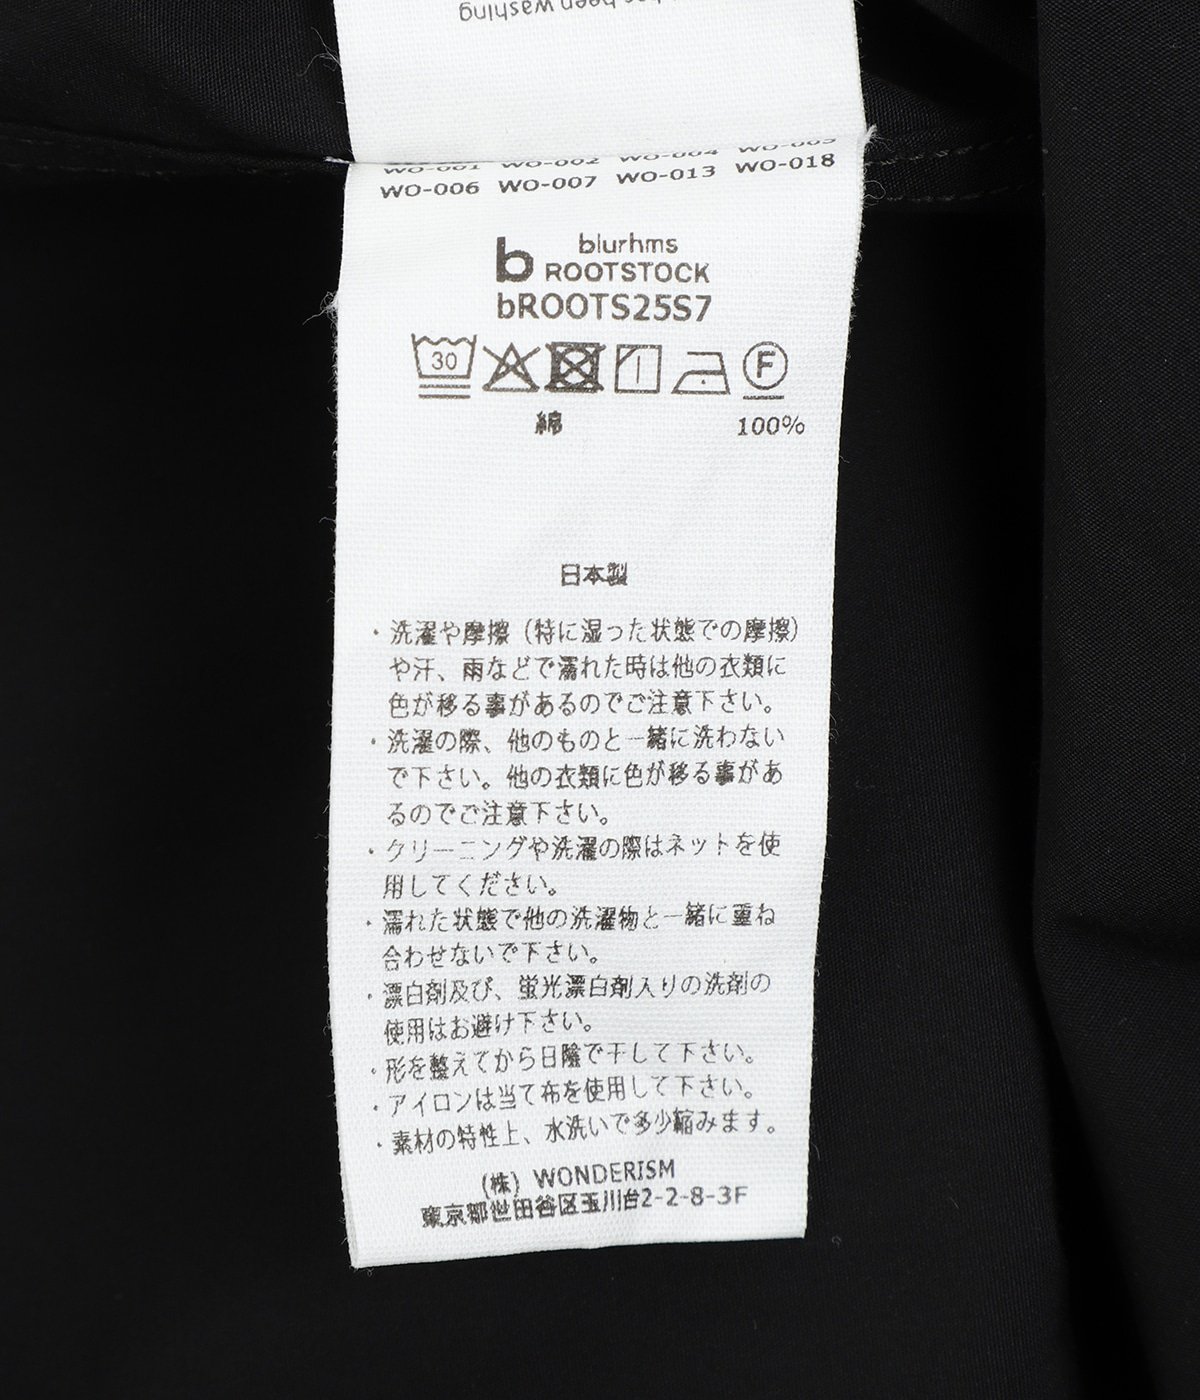 been washing
WO-001 WO-002 WO-004 WO-005
WO-006 WO-007 WO-013 WO-018
b blurhms
ROOTSTOCK
bROOTS25S7
30
F
綿 100%
日本製
・洗濯や摩擦（特に湿った状態での摩擦）
や汗、雨などで濡れた時は他の衣類に
色が移る事があるのでご注意下さい。
・洗濯の際、他のものと一緒に洗わない
で下さい。他の衣類に色が移る事があ
るのでご注意下さい。
・クリーニングや洗濯の際はネットを使
用してください。
・濡れた状態で他の洗濯物と一緒に重ね
合わせないで下さい。
・漂白剤及び、蛍光漂白剤入りの洗剤の
使用はお避け下さい。
・形を整えてから日陰で干して下さい。
・アイロンは当て布を使用して下さい。
・素材の特性上、水洗いで多少縮みます。
(株) WONDERISM
東京都世田谷区玉川台2-2-8-3F